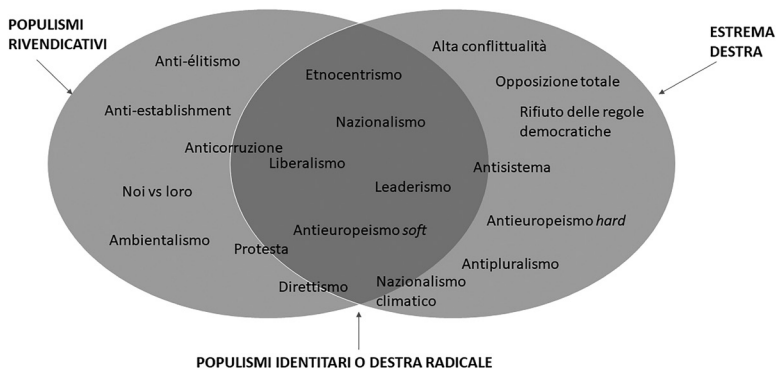 POPULISMI
RIVENDICATIVI
ESTREMA
DESTRA
Anti-élitismo
Anti-establishment
Anticorruzione
Noi vs loro
Ambientalismo
Protesta
Direttismo
Etnocentrismo
Nazionalismo
Liberalismo
Leaderismo
Antieuropeismo soft
Nazionalismo
climatico
Alta conflittualità
Opposizione totale
Rifiuto delle regole
democratiche
Antisistema
Antieuropeismo hard
Antipluralismo
POPULISMI IDENTITARI O DESTRA RADICALE